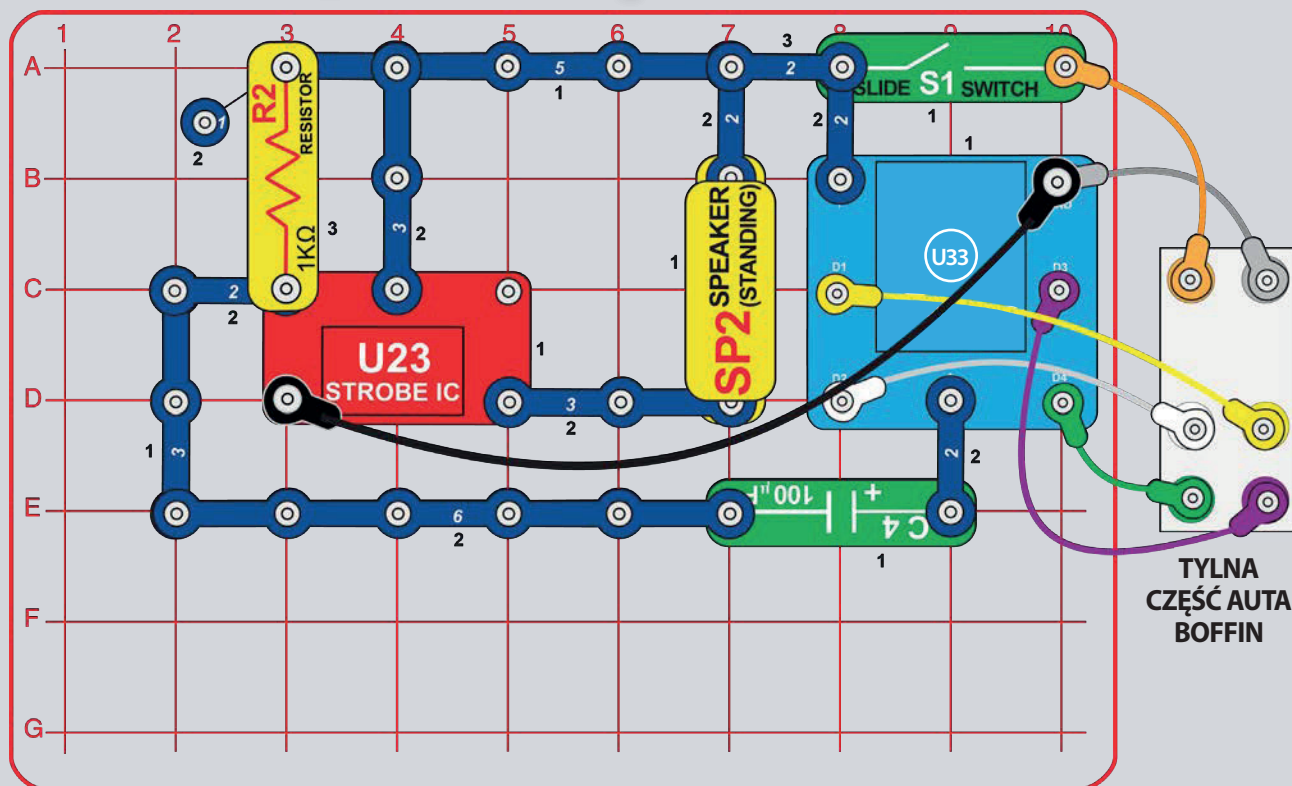 1 2 3 4 5 6 7 8 9 10
A
B
C
D
E
F
G
R2
RESISTOR
1KΩ
3
1
2
5
1
3
2
SLIDE S1 SWITCH
1
3
2
2
2
2
2
1
SP2
SPEAKER
(STANDING)
1
U33
D1
D3
D2
D4
2
2
U23
STROBE IC
1
3
2
3
1
6
2
100µF
+
C4
1
2
2
TYLNA
CZĘŚĆ AUTA
BOFFIN